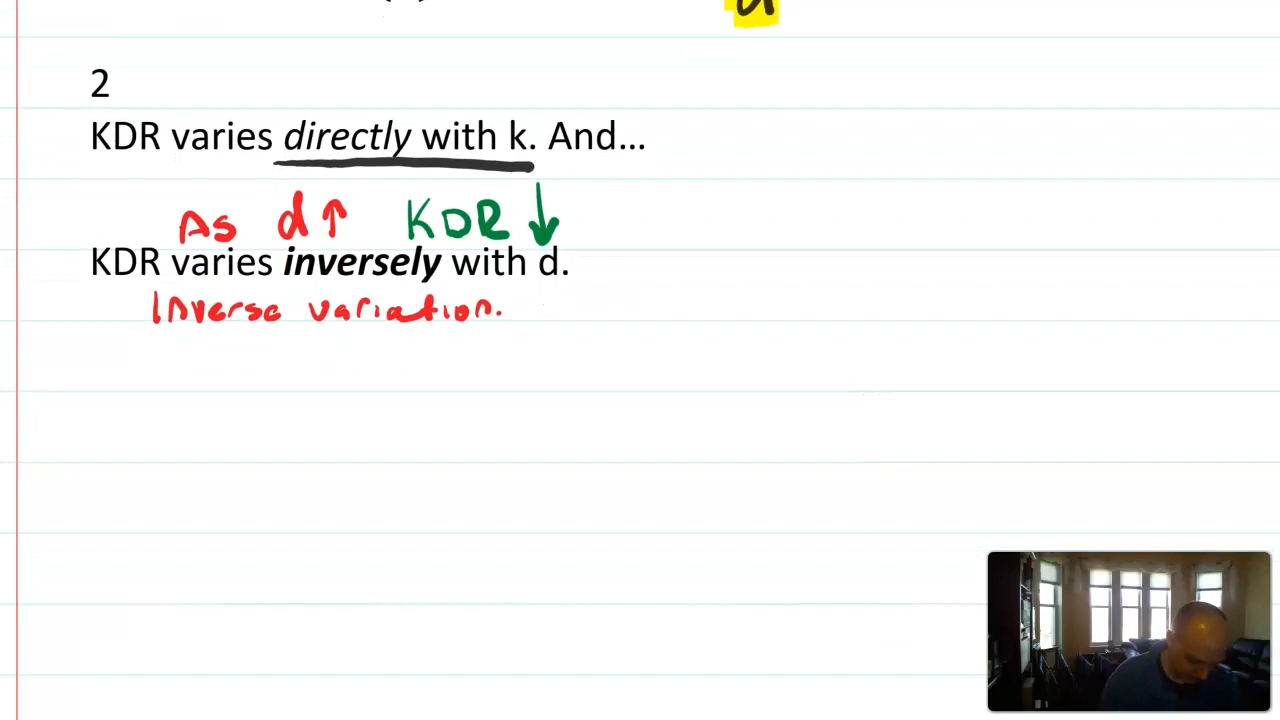 2
KDR varies directly with k. And...
As d↑ KDR ↓
KDR varies inversely with d.
Inverse variation.